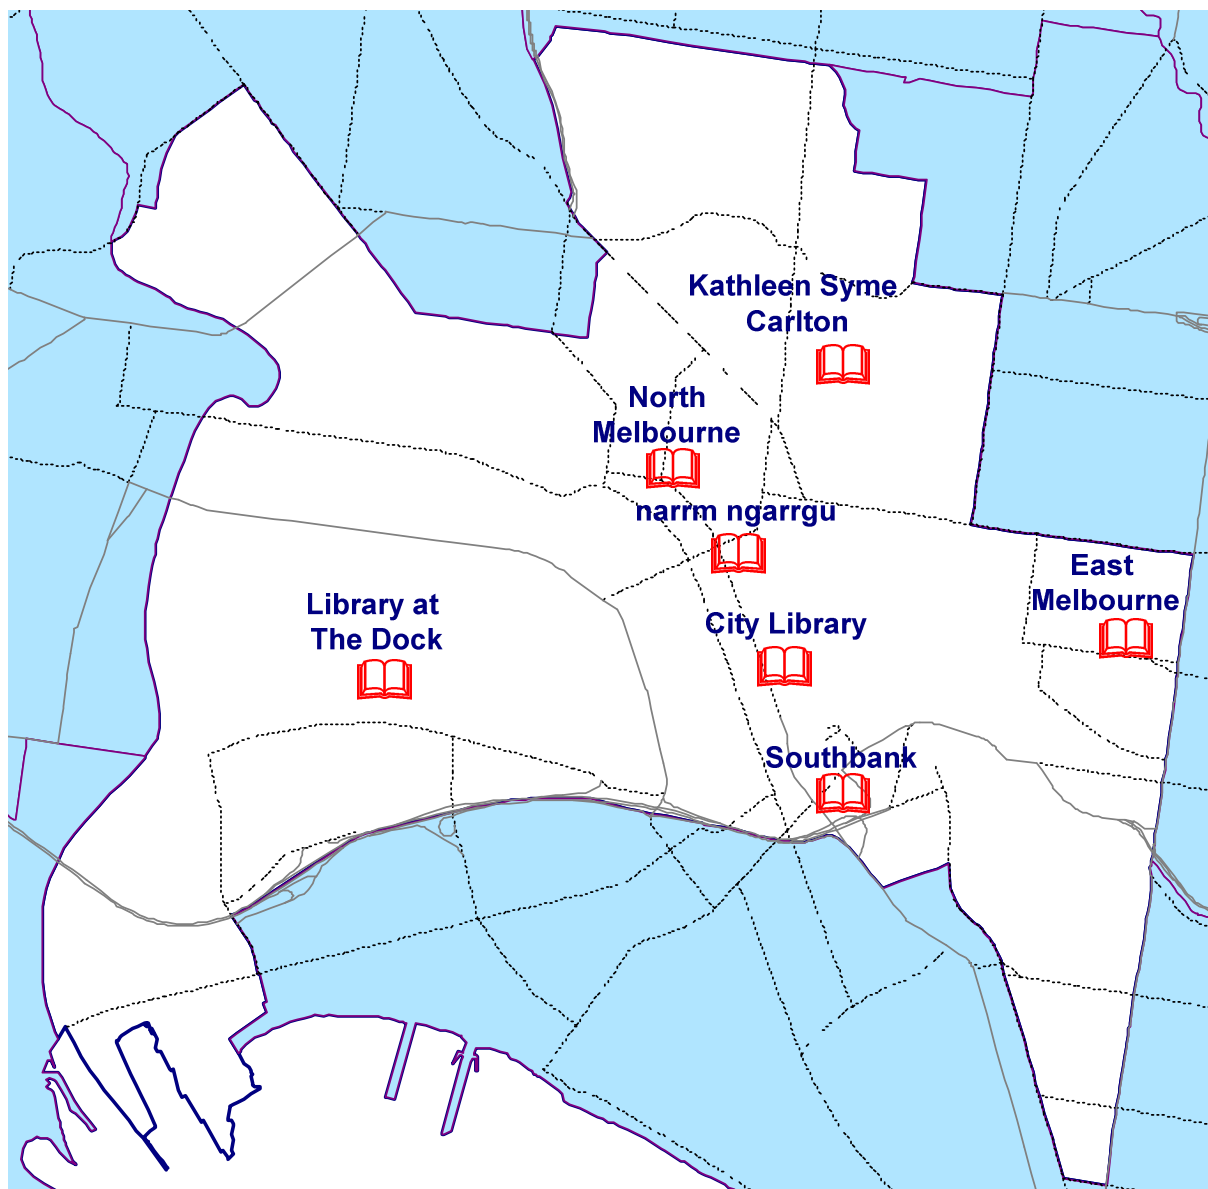 Kathleen Syme
Carlton
North
Melbourne
narrm ngarrgu
East
Melbourne
Library at
The Dock
City Library
Southbank